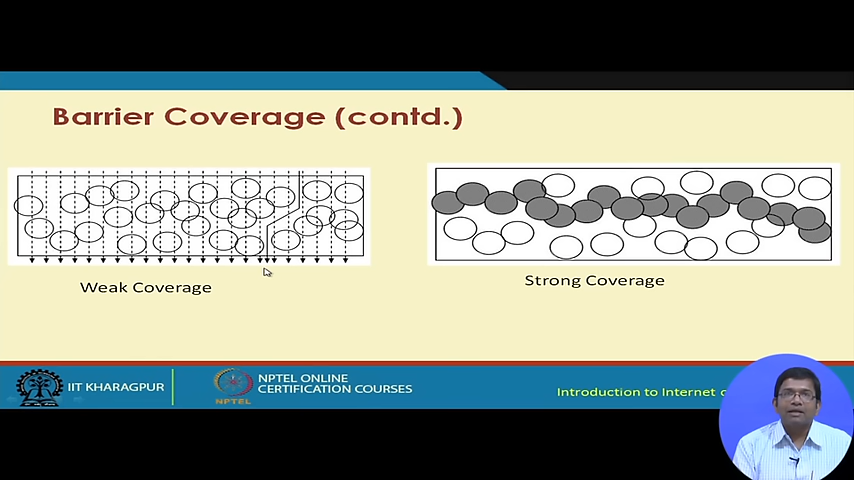 Barrier Coverage (contd.)
Weak Coverage
Strong Coverage
IIT KHARAGPUR
NPTEL
NPTEL ONLINE
CERTIFICATION COURSES
Introduction to Internet